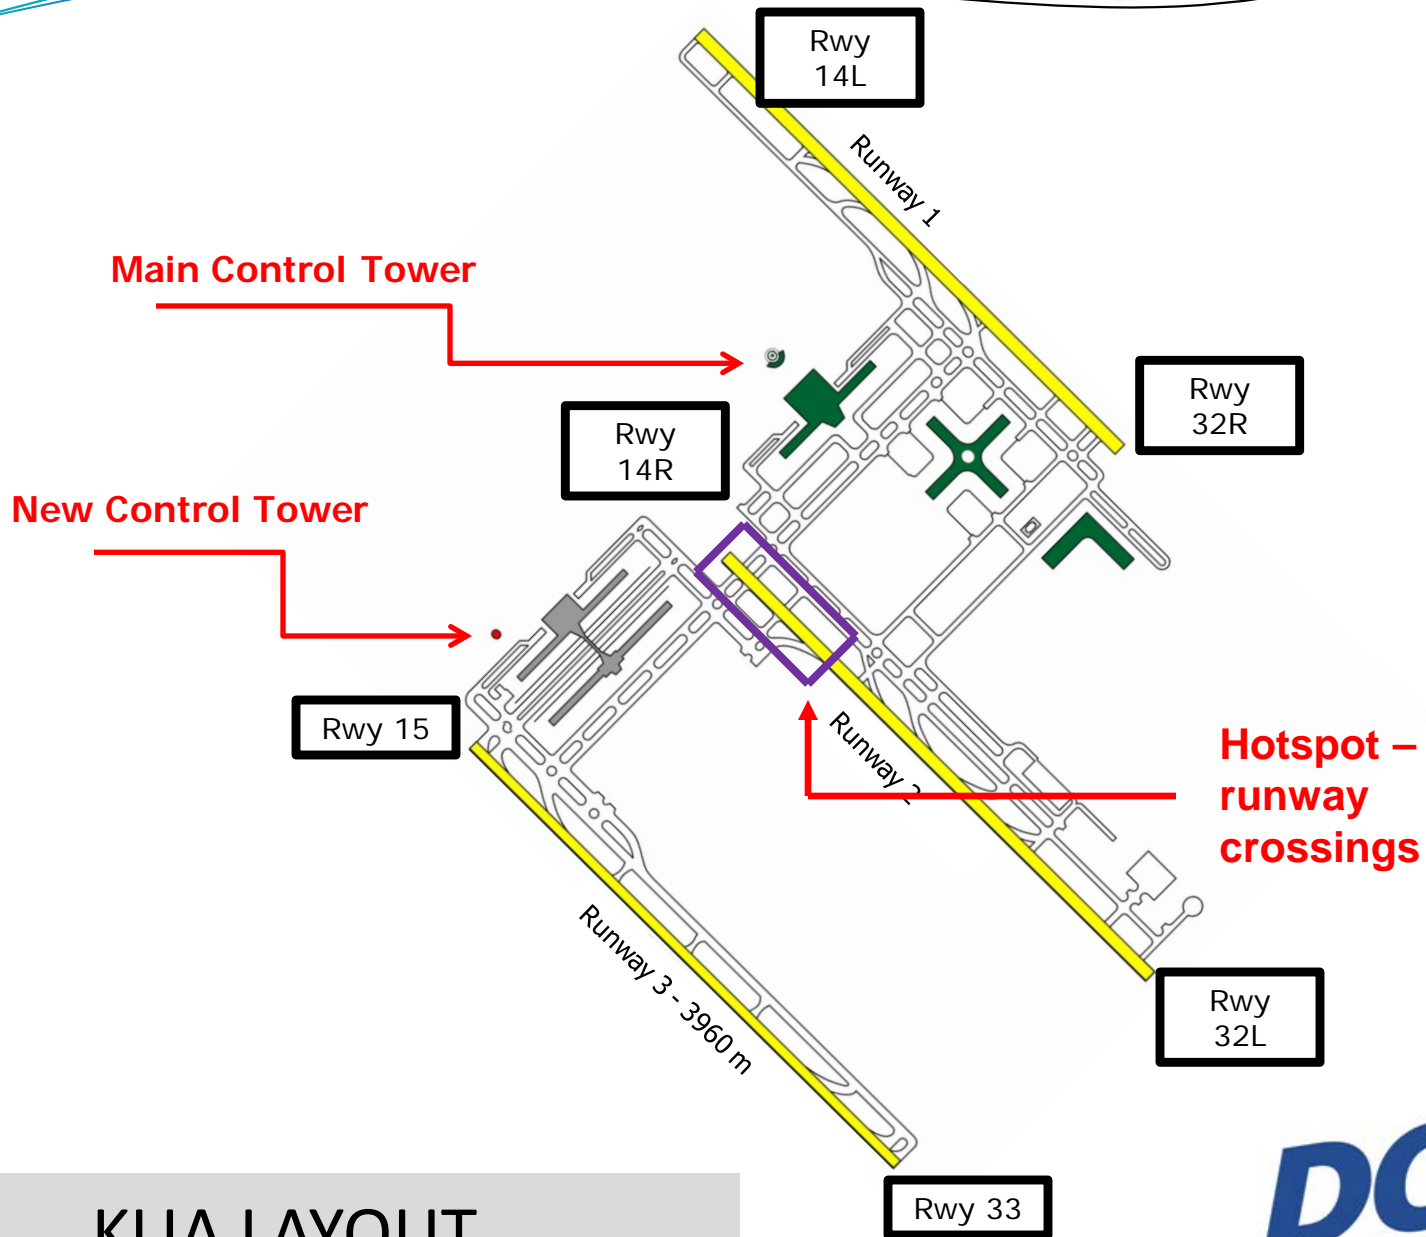 Rwy
14L
Runway 1
Main Control Tower
Rwy
32R
Rwy
14R
New Control Tower
Rwy 15
Runway 2
Hotspot –
runway
crossings
Runway 3 - 3960 m
Rwy
32L
Rwy 33
KLIA LAYOUT